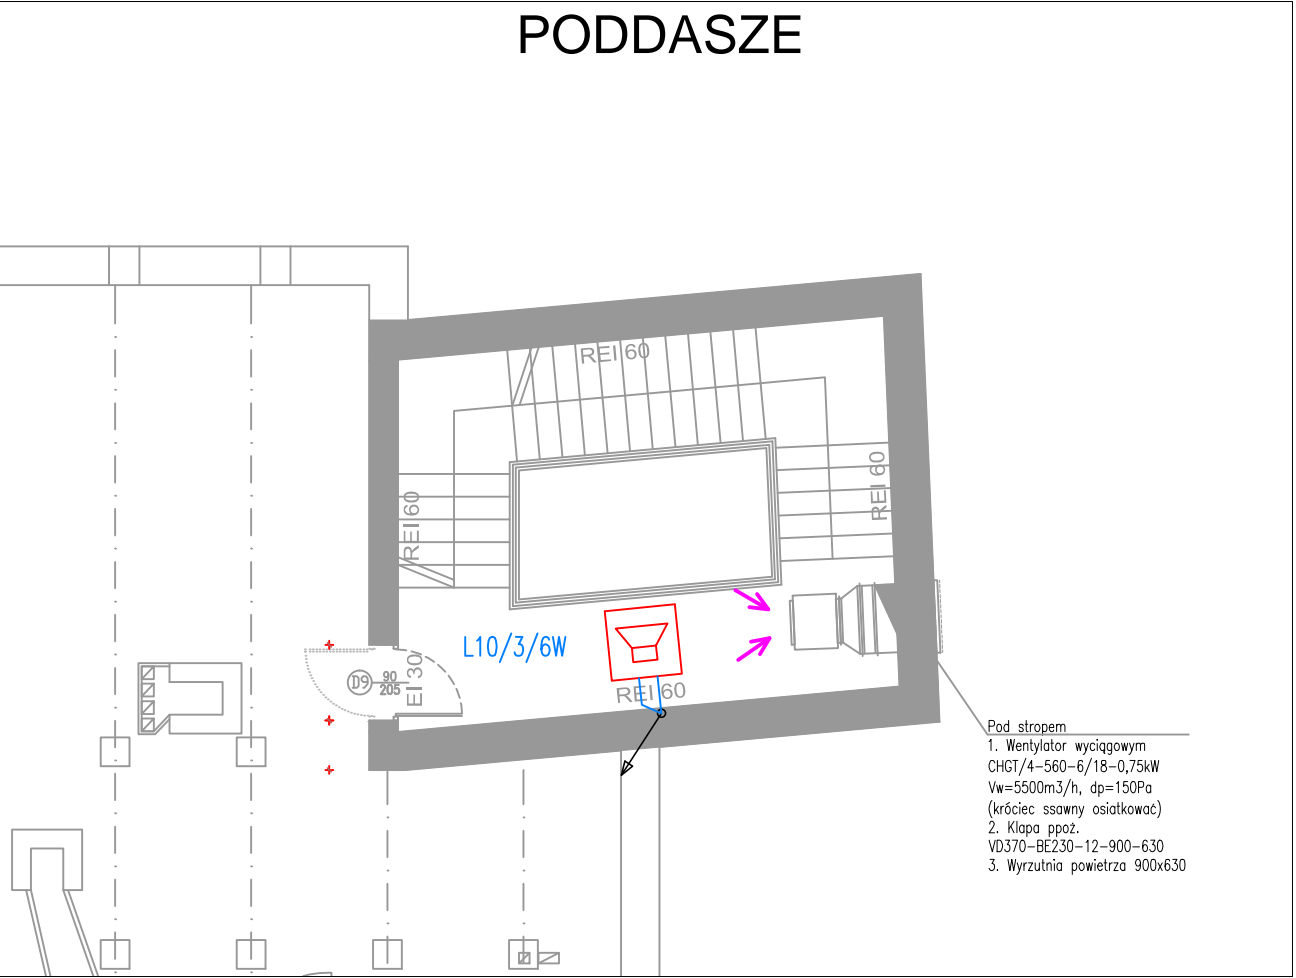 PODDASZE
REI 60
REI 60
REI 60
L10/3/6W
D9
90
205
EI 30
REI 60
Pod stropem
1. Wentylator wyciągowym
CHGT/4-560-6/18-0,75kW
Vw=5500m3/h, dp=150Pa
(króciec ssawny osiatkować)
2. Klapa ppoż.
VD370-BE230-12-900-630
3. Wyrzutnia powietrza 900x630